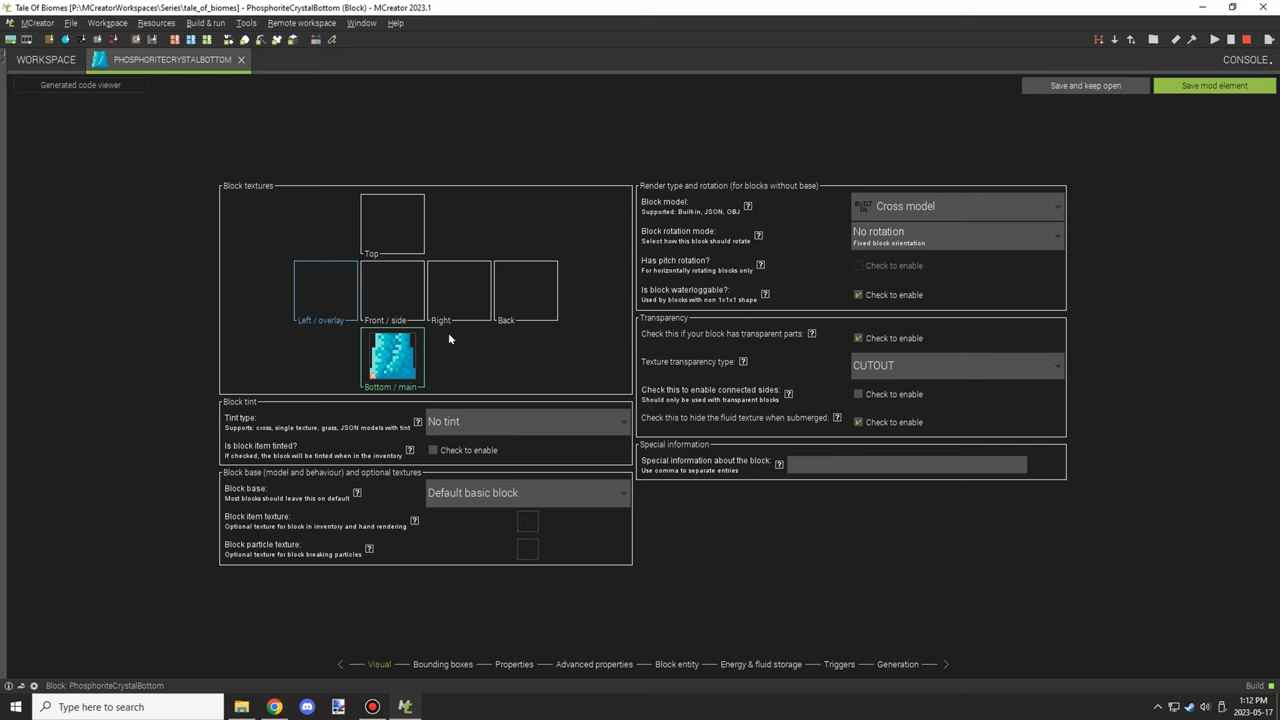 Tale Of Biomes [P:\MCreatorWorkspaces\Series\tale_of_biomes] - PhosphoriteCrystalBottom (Block) - MCreator 2023.1
MCreator File Workspace Resources Build & run Tools Remote workspace Window Help
WORKSPACE PHOSPHORITECRYSTALBOTTOM CONSOLE
Generated code viewer Save and keep open Save mod element
Block textures
Top
Left / overlay Front / side Right Back
Bottom / main
Block tint
Tint type: ? No tint
Supports: cross, single texture, grass, JSON models with tint
Is block item tinted? ? Check to enable
If checked, the block will be tinted when in the inventory
Block base (model and behaviour) and optional textures
Block base: ? Default basic block
Most blocks should leave this on default
Block item texture: ?
Optional texture for block in inventory and hand rendering
Block particle texture: ?
Optional texture for block breaking particles
Render type and rotation (for blocks without base)
Block model: ? BUILT IN Cross model
Supported: Built-in, JSON, OBJ
Block rotation mode: ? No rotation
Select how this block should rotate Fixed block orientation
Has pitch rotation? ? Check to enable
For horizontally rotating blocks only
Is block waterloggable?: ? Check to enable
Used by blocks with non 1x1x1 shape
Transparency
Check this if your block has transparent parts: ? Check to enable
Texture transparency type: ? CUTOUT
Check this to enable connected sides: ? Check to enable
Should only be used with transparent blocks
Check this to hide the fluid texture when submerged: ? Check to enable
Special information
Special information about the block: ?
Use comma to separate entries
Visual Bounding boxes Properties Advanced properties Block entity Energy & fluid storage Triggers Generation
Block: PhosphoriteCrystalBottom Build
Type here to search
1:12 PM
2023-05-17